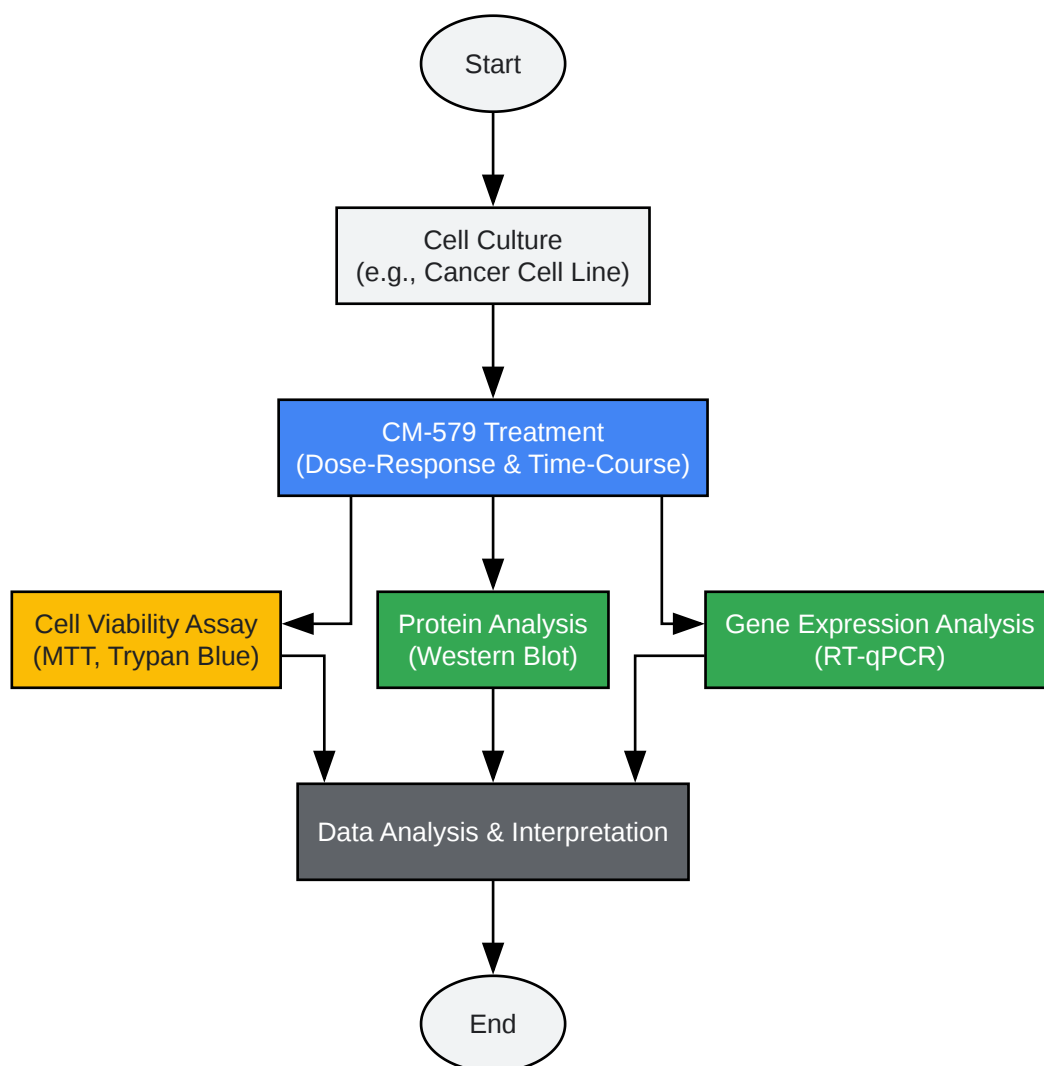 Start
Cell Culture
(e.g., Cancer Cell Line)
CM-579 Treatment
(Dose-Response & Time-Course)
Cell Viability Assay
(MTT, Trypan Blue)
Protein Analysis
(Western Blot)
Gene Expression Analysis
(RT-qPCR)
Data Analysis & Interpretation
End